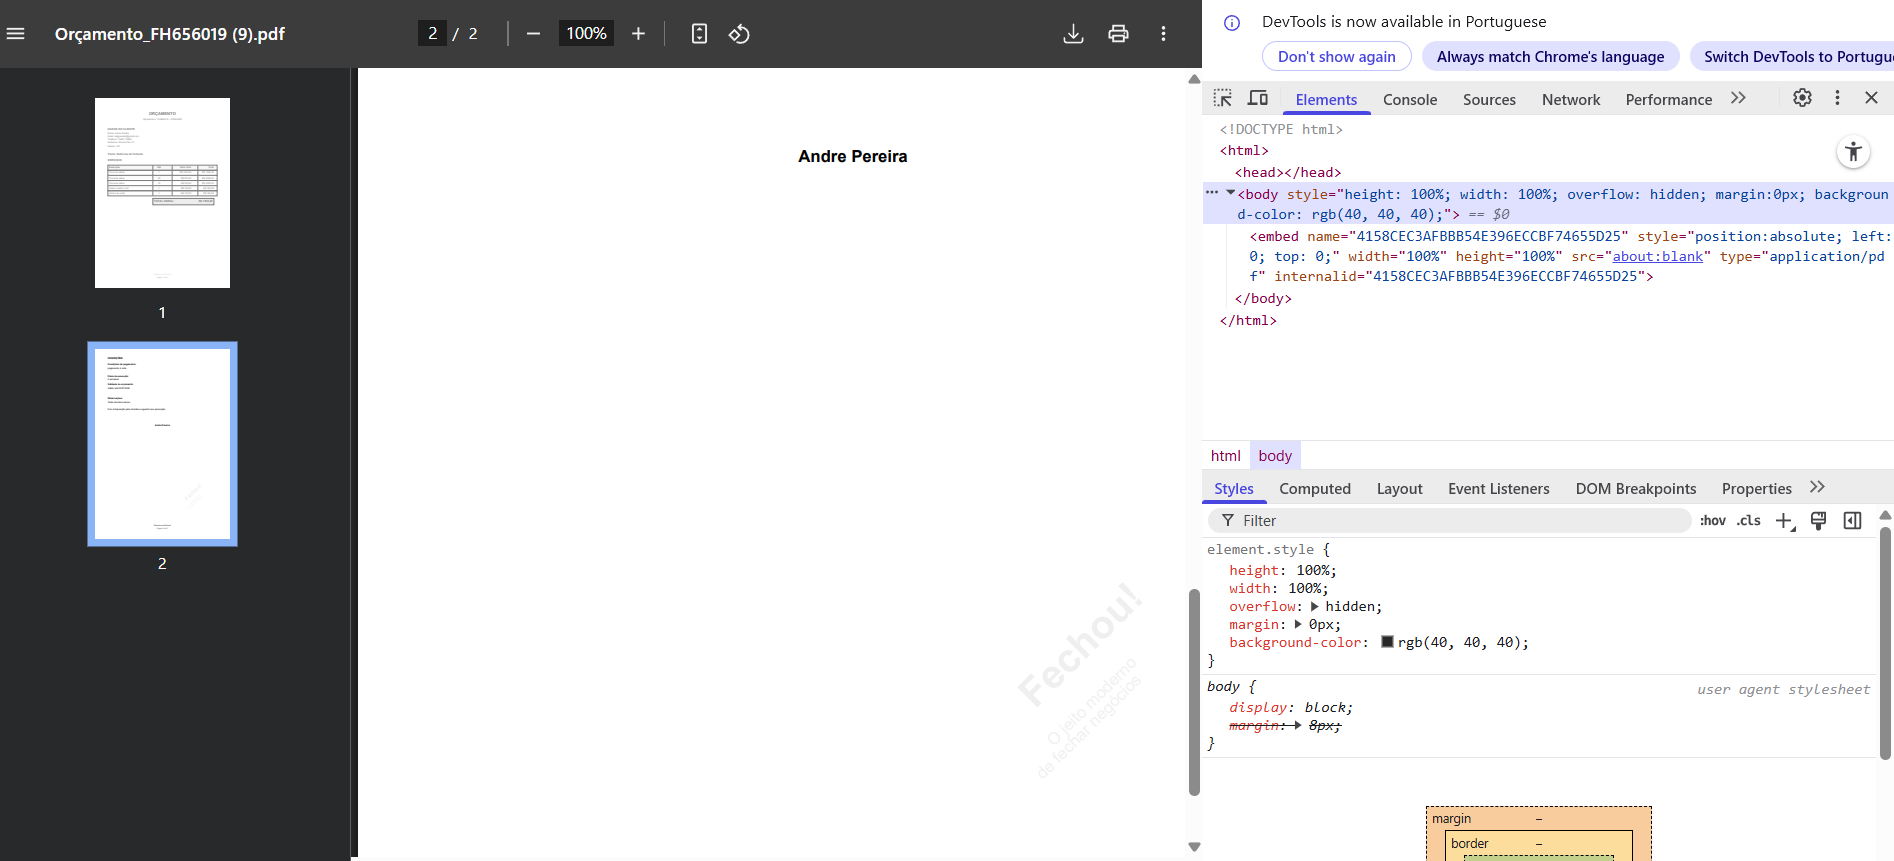 Orçamento_FH656019 (9).pdf
2 / 2
100%
ORÇAMENTO
1
2
Andre Pereira
Fechou!
O jeito moderno
de fechar negócios
DevTools is now available in Portuguese
Don't show again
Always match Chrome's language
Switch DevTools to Portugu
Elements
Console
Sources
Network
Performance
<!DOCTYPE html>
<html>
<head></head>
<body style="height: 100%; width: 100%; overflow: hidden; margin:0px; backgroun
d-color: rgb(40, 40, 40);"> == $0
<embed name="4158CEC3AFBBB54E396ECCBF74655D25" style="position:absolute; left:
0; top: 0;" width="100%" height="100%" src="about:blank" type="application/pd
f" internalid="4158CEC3AFBBB54E396ECCBF74655D25">
</body>
</html>
html
body
Styles
Computed
Layout
Event Listeners
DOM Breakpoints
Properties
Filter
:hov
.cls
element.style {
height: 100%;
width: 100%;
overflow: hidden;
margin: 0px;
background-color: rgb(40, 40, 40);
}
body {
user agent stylesheet
display: block;
margin: 8px;
}
margin
–
border
–